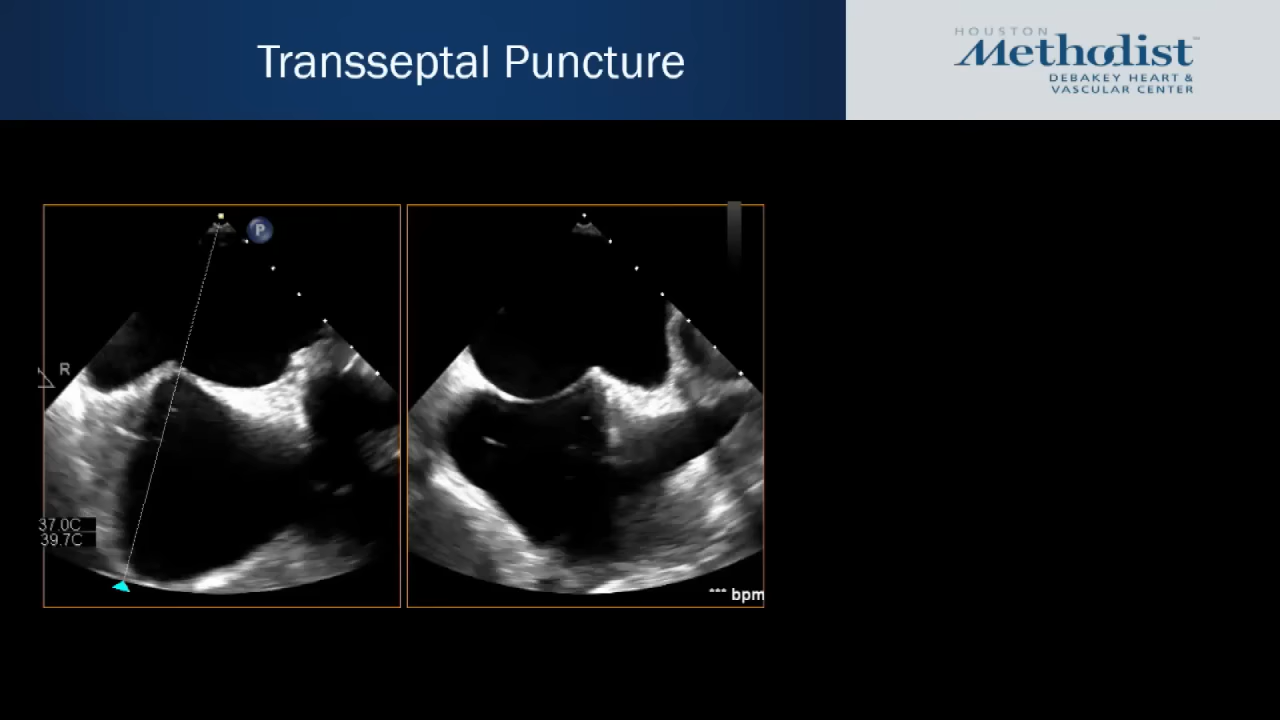 Transseptal Puncture
HOUSTON
Methodist
DEBAKEY HEART &
VASCULAR CENTER
P
R
37.0C
39.7C
*** bpm